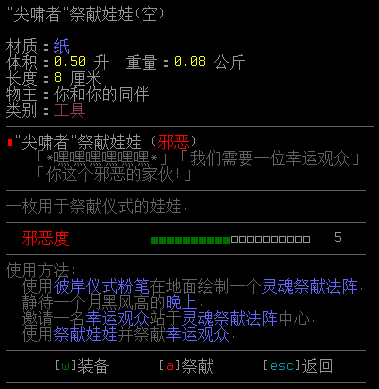 "尖啸者"祭献娃娃(空)
材质：纸
体积：0.50 升 重量：0.08 公斤
长度：8 厘米
物主：你和你的同伴
类别：工具
"尖啸者"祭献娃娃 (邪恶)
「*嘿嘿嘿嘿嘿嘿*」「我们需要一位幸运观众」
「你这个邪恶的家伙!」
一枚用于祭献仪式的娃娃.
邪恶度 5
使用方法:
使用彼岸仪式粉笔在地面绘制一个灵魂祭献法阵.
静待一个月黑风高的晚上.
邀请一名幸运观众站于灵魂祭献法阵中心.
使用祭献娃娃并祭献幸运观众.
[w]装备 [a]祭献 [esc]返回